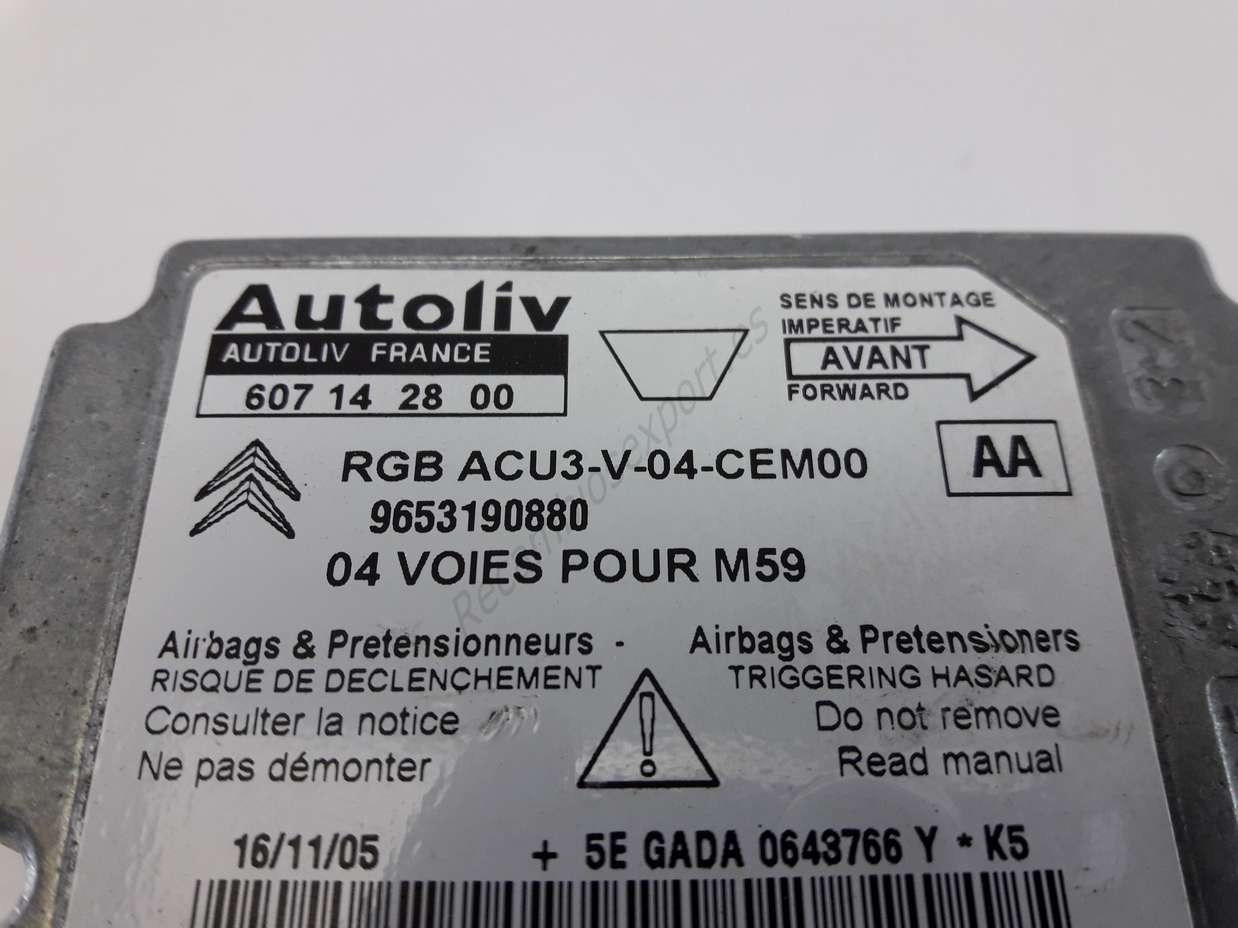 Autoliv
AUTOLIV FRANCE
607 14 28 00
SENS DE MONTAGE
IMPERATIF
AVANT
FORWARD
AA
RGB ACU3-V-04-CEM00
9653190880
04 VOIES POUR M59
Airbags & Pretensionneurs -
RISQUE DE DECLENCHEMENT
Consulter la notice
Ne pas démonter
Airbags & Pretensioners
TRIGGERING HASARD
Do not remove
Read manual
16/11/05 + 5E GADA 0643766 Y * K5